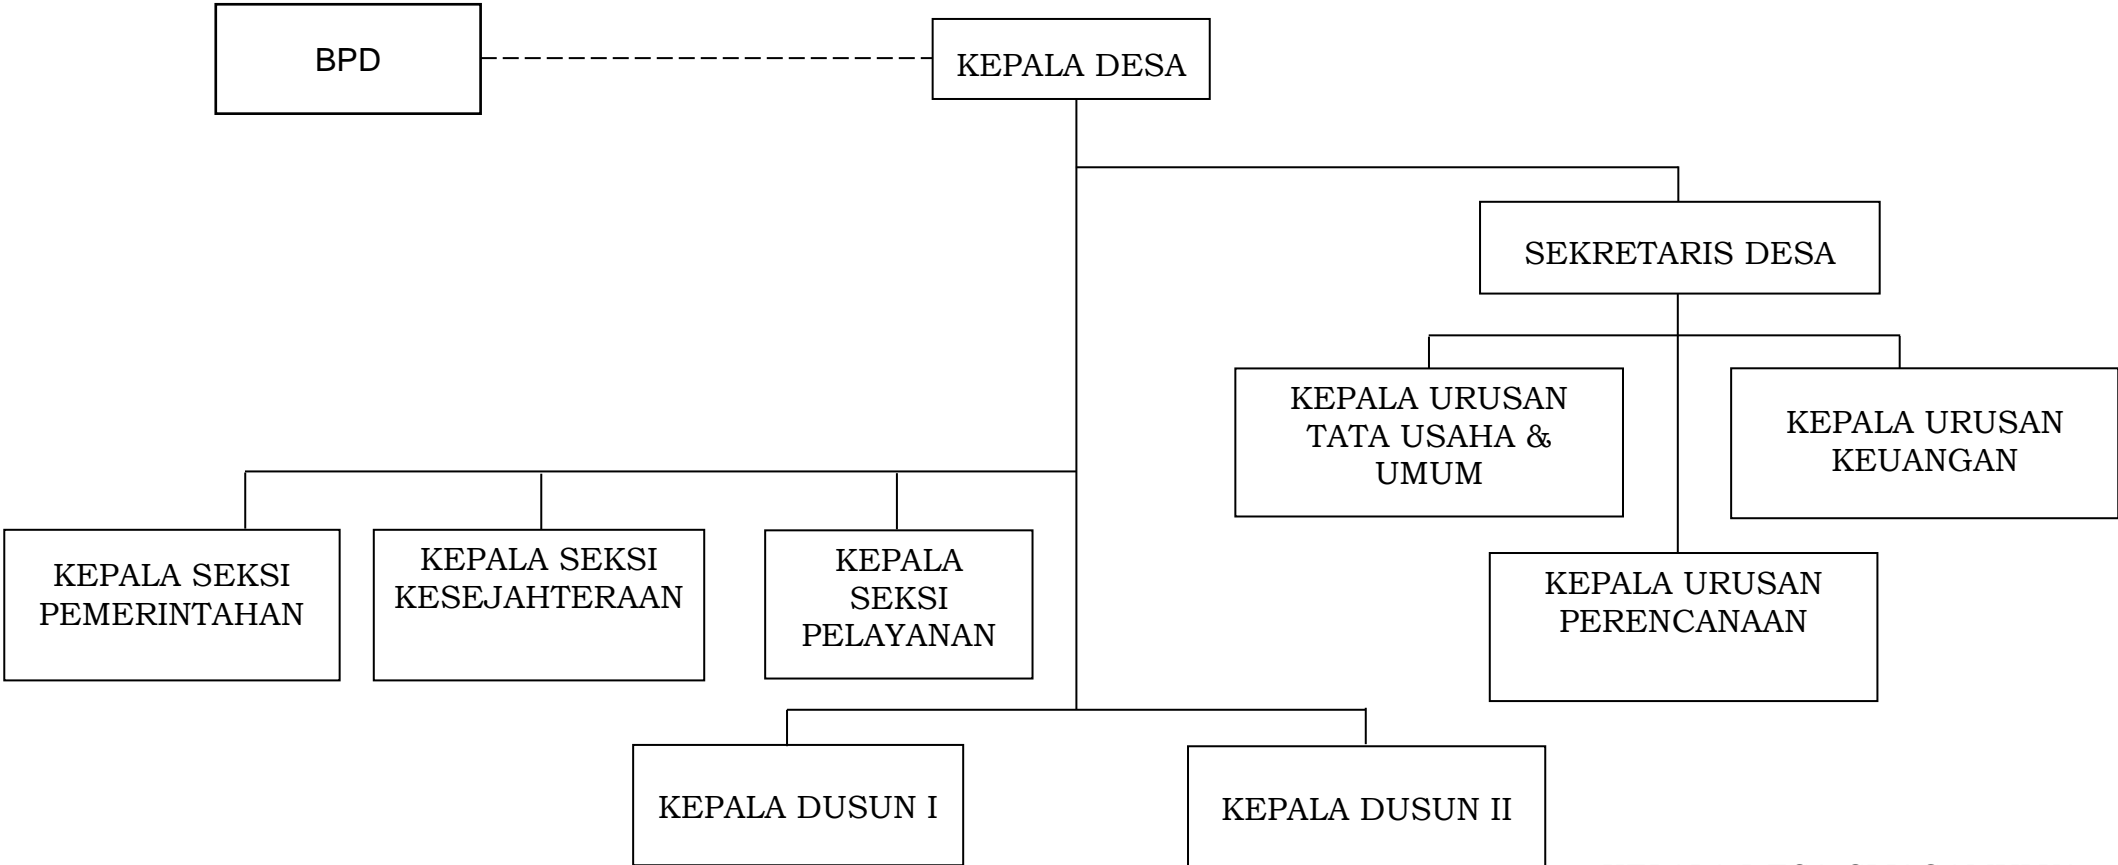 BPD
KEPALA DESA
SEKRETARIS DESA
KEPALA URUSAN
TATA USAHA &
UMUM
KEPALA URUSAN
KEUANGAN
KEPALA SEKSI
PEMERINTAHAN
KEPALA SEKSI
KESEJAHTERAAN
KEPALA
SEKSI
PELAYANAN
KEPALA URUSAN
PERENCANAAN
KEPALA DUSUN I
KEPALA DUSUN II